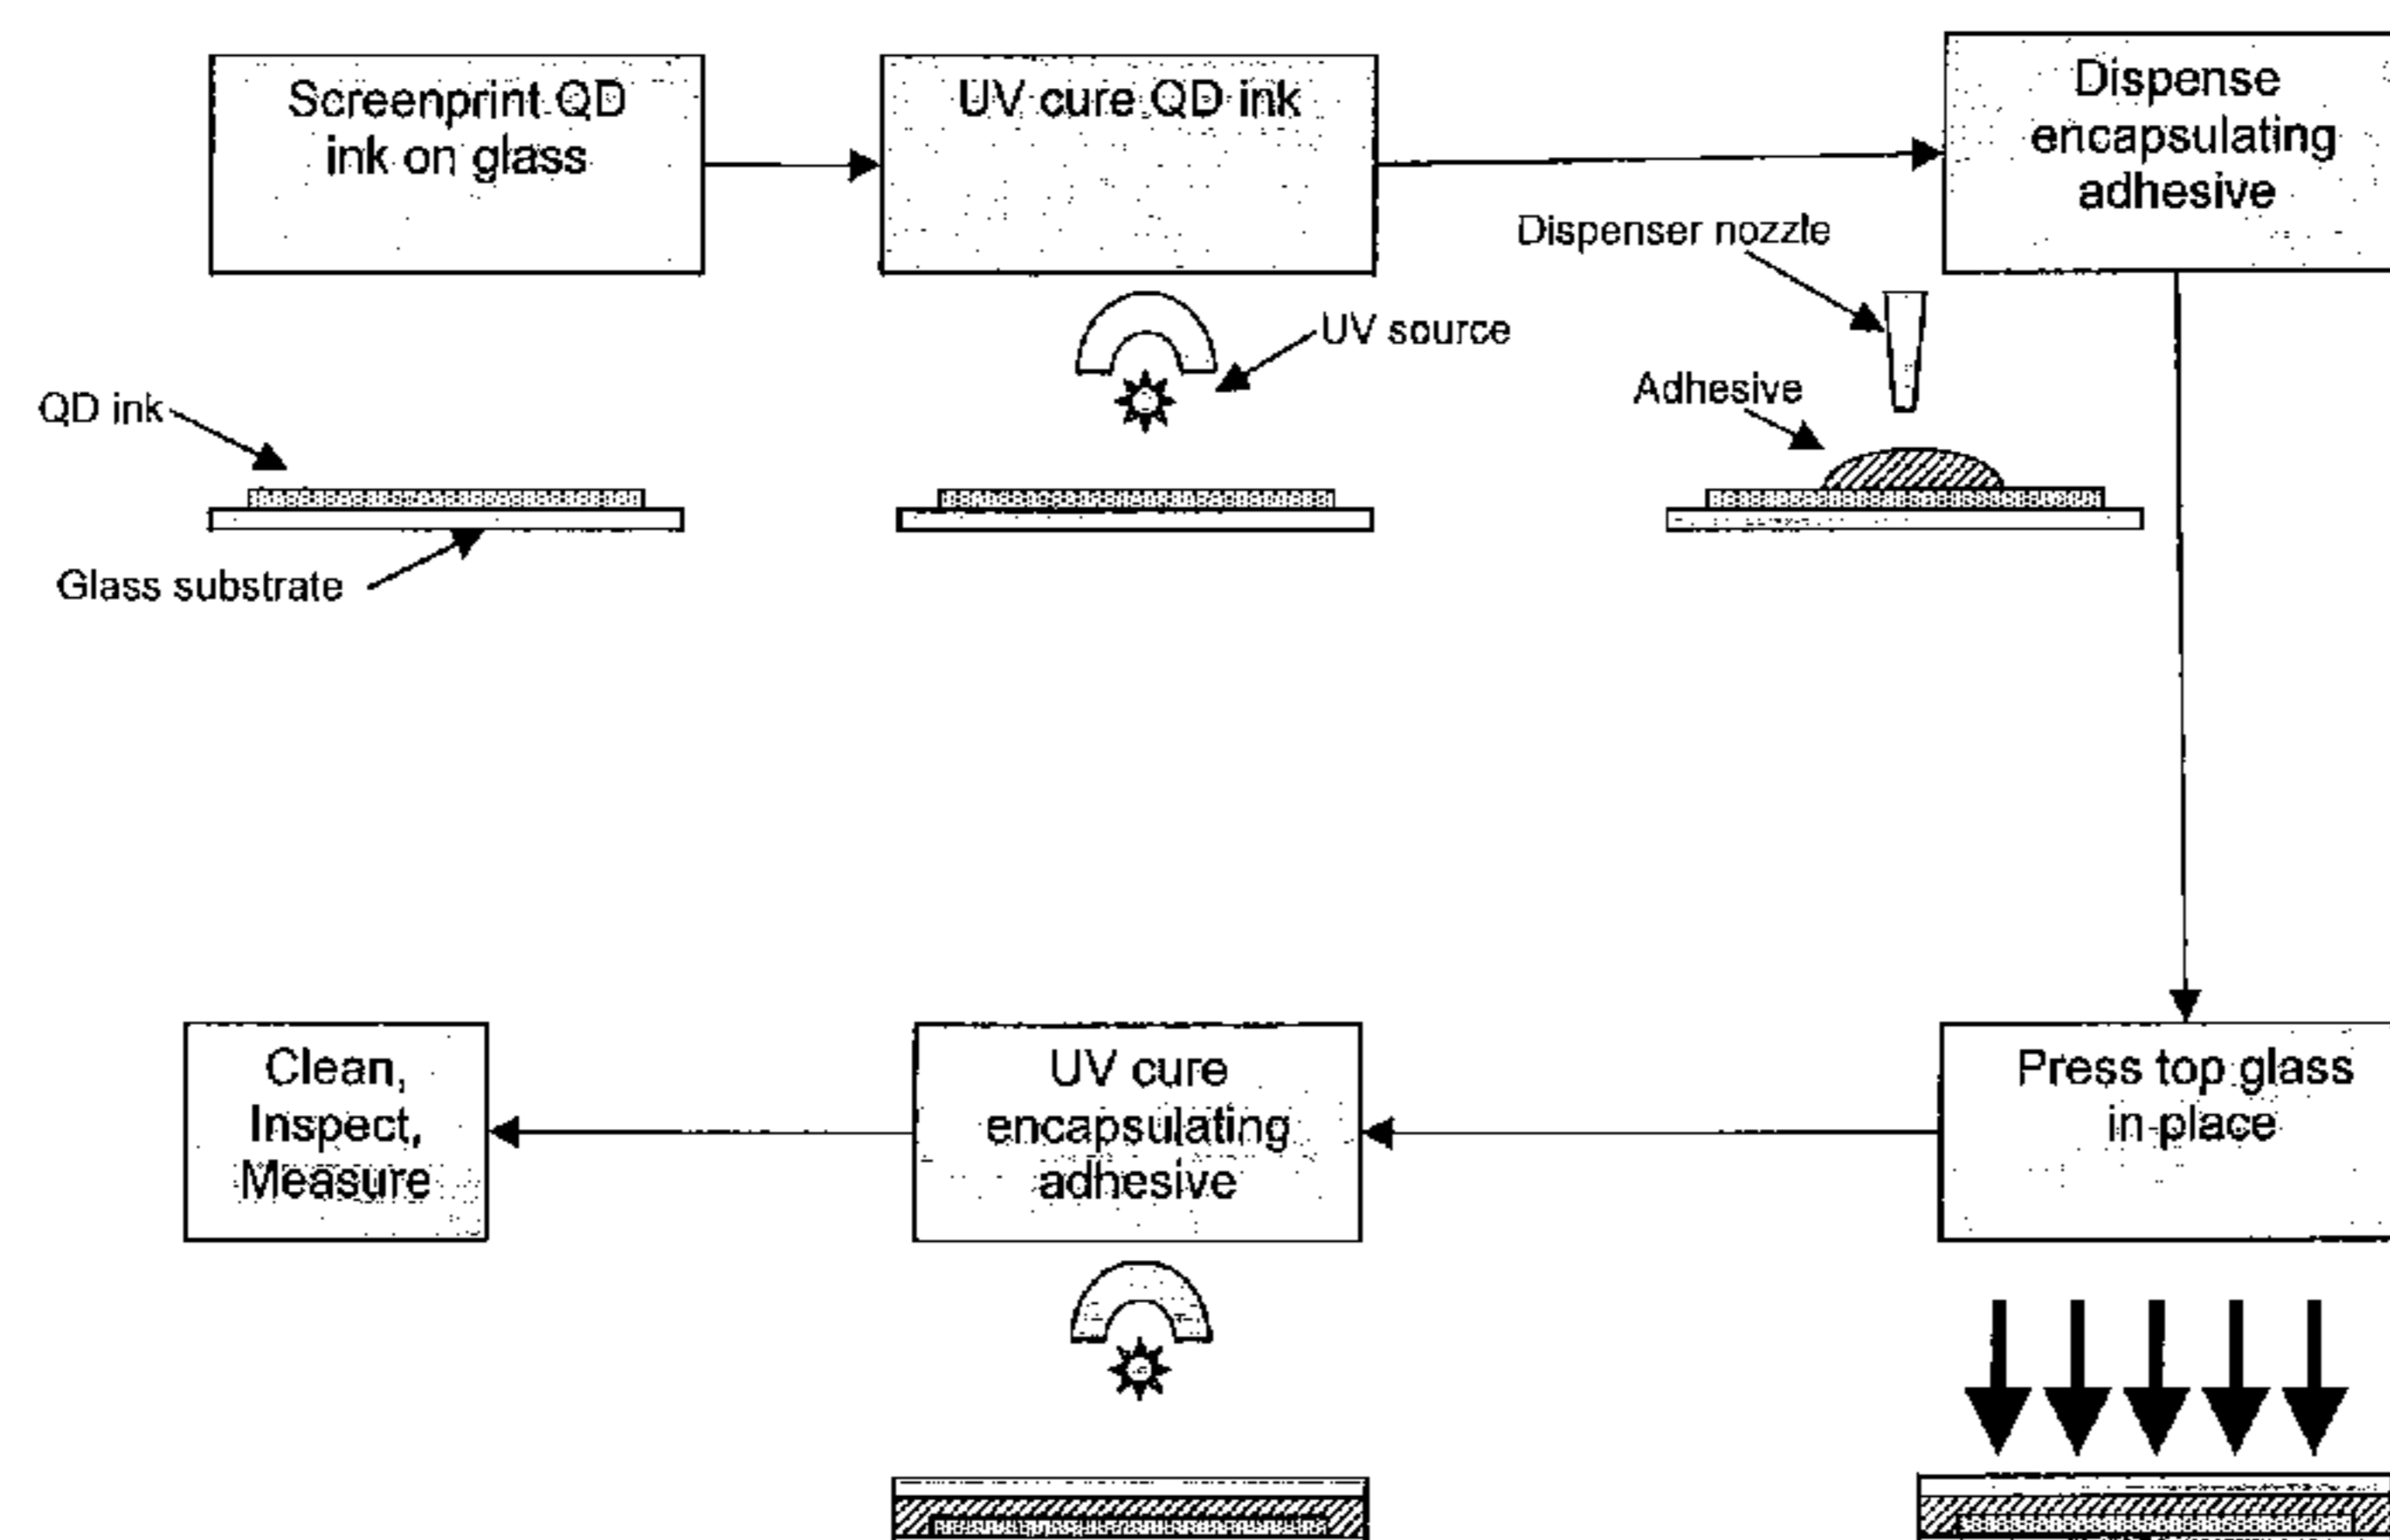 Screenprint QD
ink on glass
UV cure QD ink
Dispense
encapsulating
adhesive
Dispenser nozzle
UV source
Adhesive
QD ink
Glass substrate
Clean,
Inspect,
Measure
UV cure
encapsulating
adhesive
Press top glass
in place